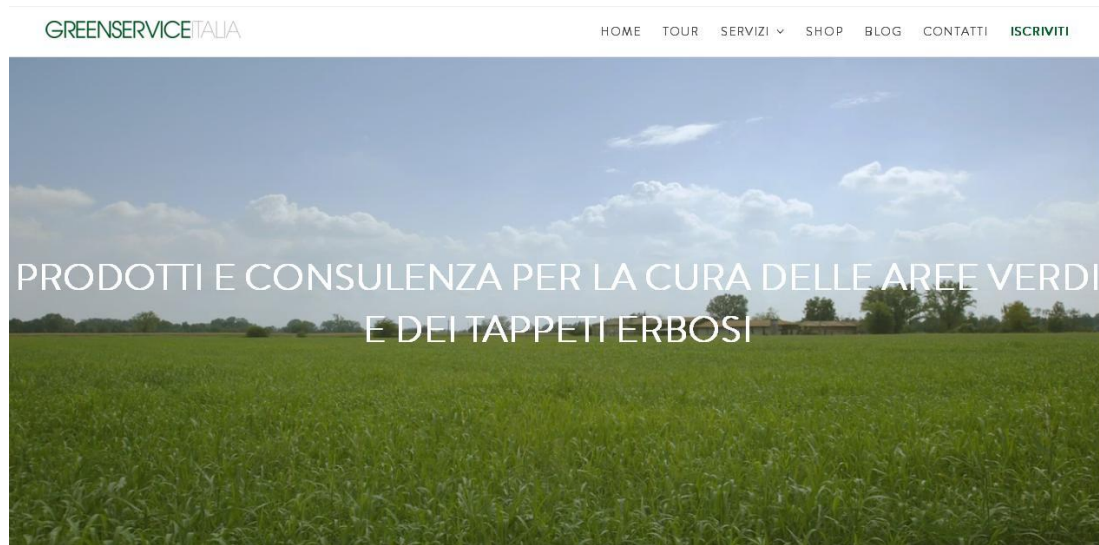 GREENSERVICEITALIA
HOME TOUR SERVIZI SHOP BLOG CONTATTI ISCRIVITI
PRODOTTI E CONSULENZA PER LA CURA DELLE AREE VERDI
E DEI TAPPETI ERBOSI